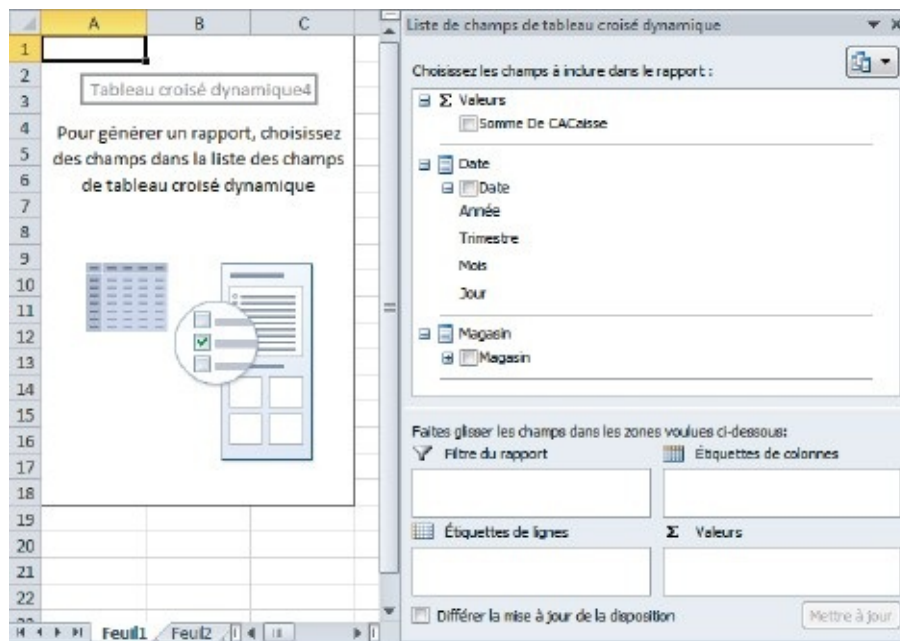 A B C
Liste de champs de tableau croisé dynamique
1
2
3
4
5
6
7
8
9
10
11
12
13
14
15
16
17
18
19
20
21
22
Tableau croisé dynamique4
Pour générer un rapport, choisissez
des champs dans la liste des champs
de tableau croisé dynamique
Choisissez les champs à inclure dans le rapport :
Σ Valeurs
Somme De CACaisse
Date
Date
Année
Trimestre
Mois
Jour
Magasin
Magasin
Faites glisser les champs dans les zones voulues ci-dessous:
Filtre du rapport
Étiquettes de colonnes
Étiquettes de lignes
Σ Valeurs
Différer la mise à jour de la disposition
Mettre à jour
Feuil1 Feuil2